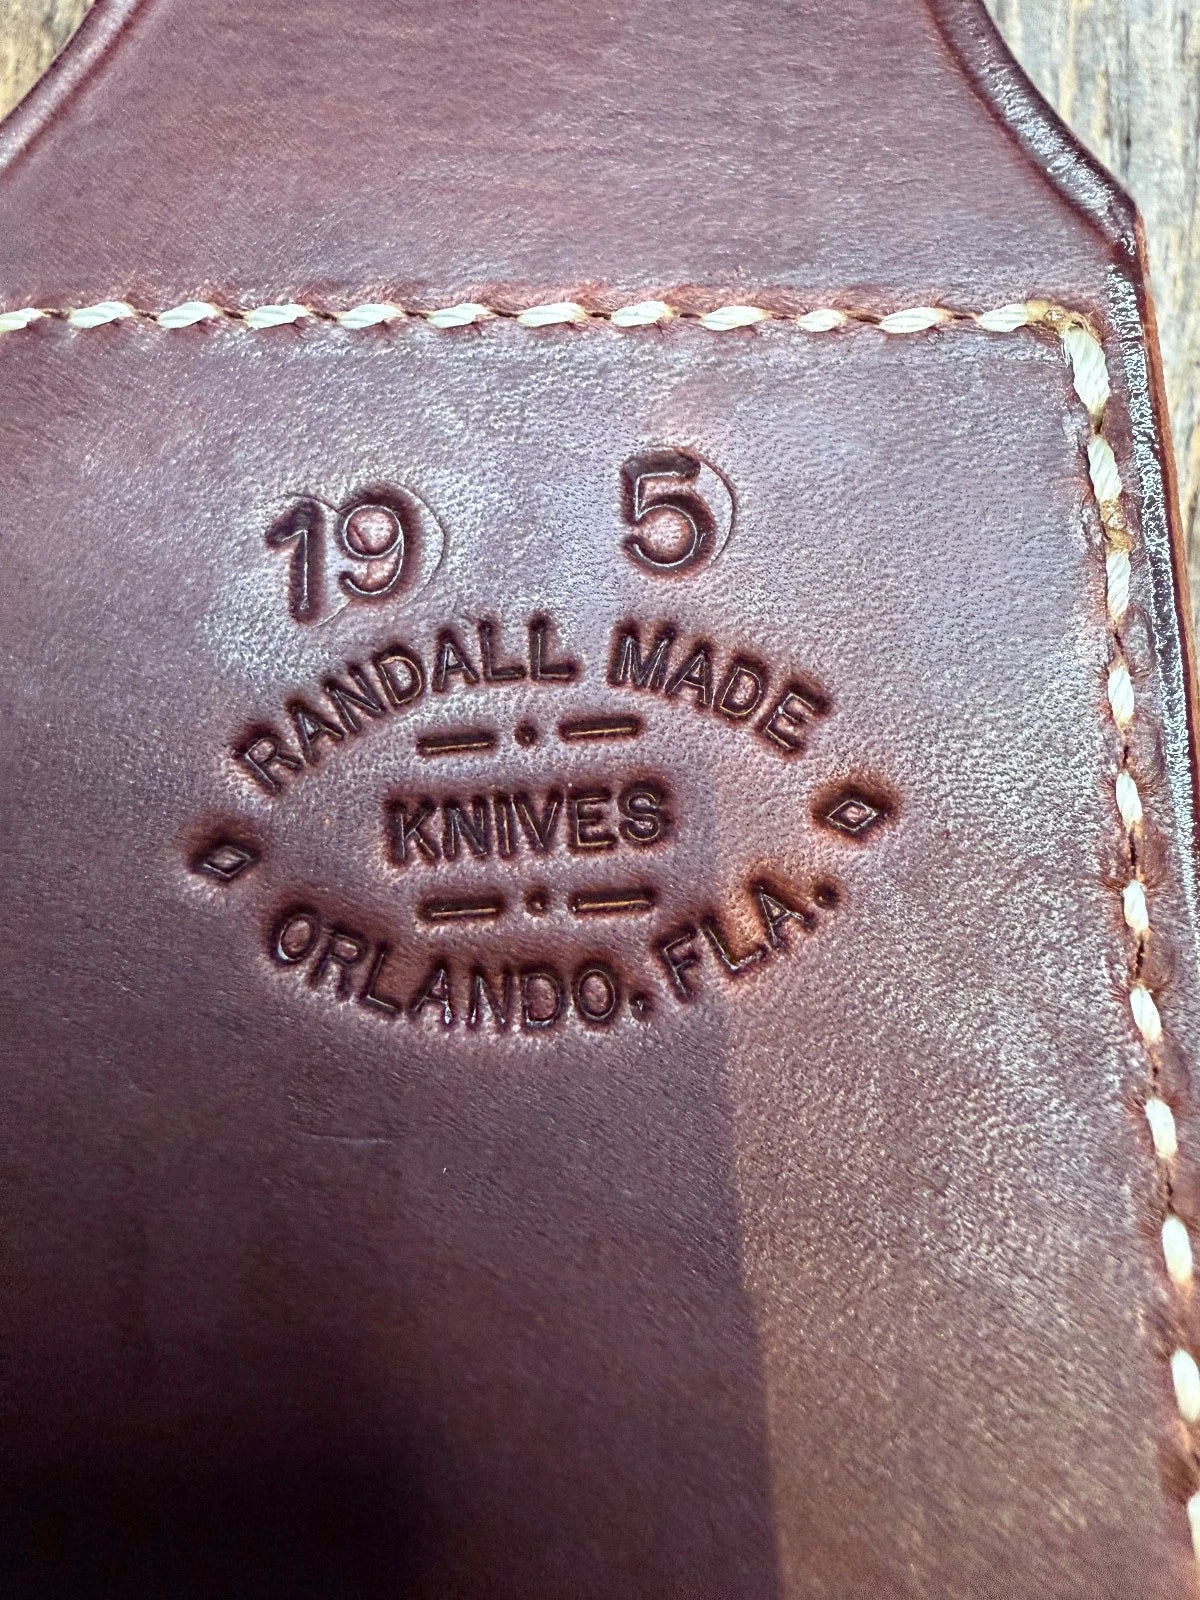 19 5
RANDALL MADE
KNIVES
ORLANDO, FLA.